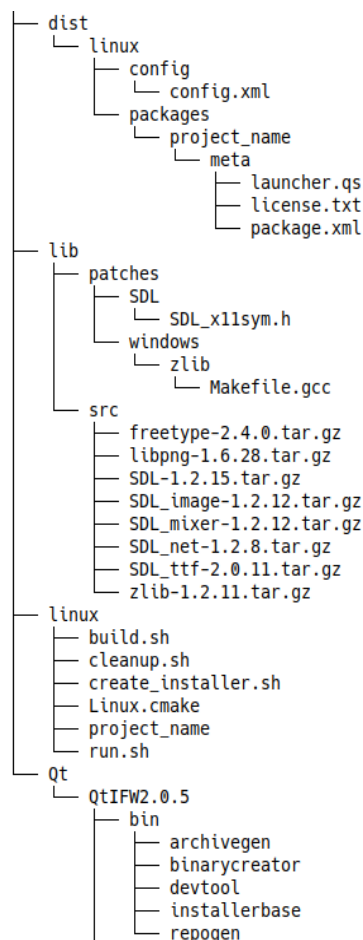 dist
linux
config
config.xml
packages
project_name
meta
launcher.qs
license.txt
package.xml
lib
patches
SDL
SDL_x11sym.h
windows
zlib
Makefile.gcc
src
freetype-2.4.0.tar.gz
libpng-1.6.28.tar.gz
SDL-1.2.15.tar.gz
SDL_image-1.2.12.tar.gz
SDL_mixer-1.2.12.tar.gz
SDL_net-1.2.8.tar.gz
SDL_ttf-2.0.11.tar.gz
zlib-1.2.11.tar.gz
linux
build.sh
cleanup.sh
create_installer.sh
Linux.cmake
project_name
run.sh
Qt
QtIFW2.0.5
bin
archivegen
binarycreator
devtool
installerbase
repogen